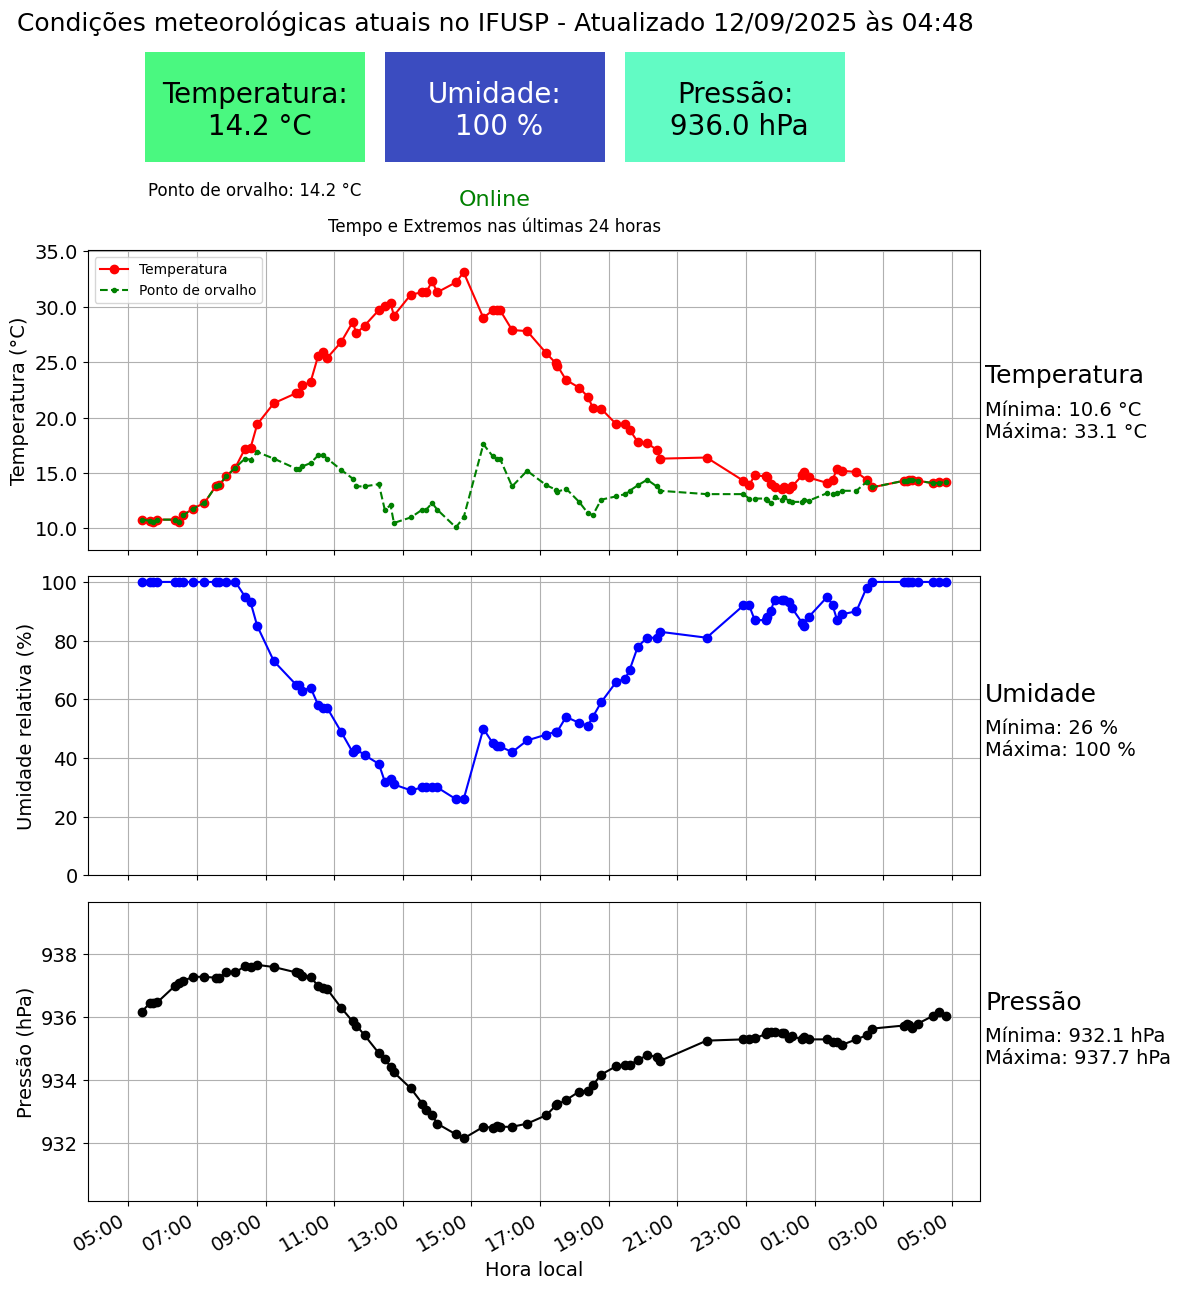 Condições meteorológicas atuais no IFUSP - Atualizado 12/09/2025 às 04:48
Temperatura:
14.2 °C
Umidade:
100 %
Pressão:
936.0 hPa
Ponto de orvalho: 14.2 °C
Online
Tempo e Extremos nas últimas 24 horas
Temperatura (°C)
35.0
30.0
25.0
20.0
15.0
10.0
Temperatura
Ponto de orvalho
Temperatura
Mínima: 10.6 °C
Máxima: 33.1 °C
Umidade relativa (%)
100
80
60
40
20
0
Umidade
Mínima: 26 %
Máxima: 100 %
Pressão (hPa)
938
936
934
932
Pressão
Mínima: 932.1 hPa
Máxima: 937.7 hPa
05:00 07:00 09:00 11:00 13:00 15:00 17:00 19:00 21:00 23:00 01:00 03:00 05:00
Hora local